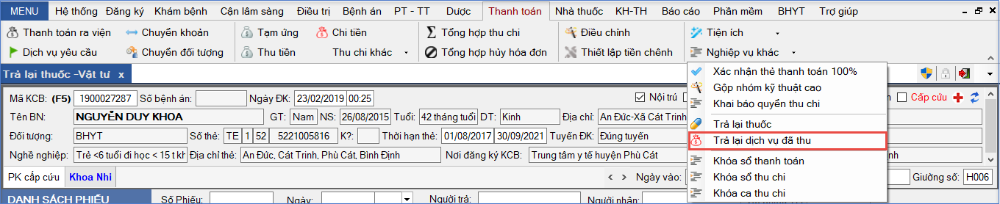 MENU Hệ thống Đăng ký Khám bệnh Cận lâm sàng Điều trị Bệnh án PT - TT Dược Thanh toán Nhà thuốc KH-TH Báo cáo Phần mềm BHYT Trợ giúp
Thanh toán ra viện Chuyển khoản Tạm ứng Chi tiền Tổng hợp thu chi Điều chỉnh Tiện ích
Dịch vụ yêu cầu Chuyển đối tượng Thu tiền Thu chi khác Tổng hợp hủy hóa đơn Thiết lập tiền chênh Nghiệp vụ khác
Trả lại thuốc -Vật tư x
Xác nhận thẻ thanh toán 100%
Gộp nhóm kỹ thuật cao
Khai báo quyển thu chi
Trả lại thuốc
Trả lại dịch vụ đã thu
Khóa sổ thanh toán
Khóa sổ thu chi
Khóa ca thu chi
Mã KCB: (F5) 1900027287 Số bệnh án: Ngày ĐK: 23/02/2019 00:25 Nội trú Cấp cứu
Tên BN: NGUYỄN DUY KHOA GT: Nam NS: 26/08/2015 Tuổi: 42 tháng tuổi DT: Kinh Địa chỉ: An Đức-Xã Cát Trinh
Đối tượng: BHYT Số thẻ: TE 1 52 5221005816 K?: Thời hạn thẻ: 01/08/2017 30/09/2021 Tuyến ĐK: Đúng tuyến
Nghề nghiệp: Trẻ <6 tuổi đi học < 15 t kh Địa chỉ thẻ: An Đức, Cát Trinh, Phù Cát, Bình Định Nơi đăng ký KCB: Trung tâm y tế huyện Phù Cát
PK cấp cứu Khoa Nhi < > Ngày vào: Giường số: H006
DANH SÁCH PHIẾU Số Phiếu: Ngày: Người trả: Người nhận: